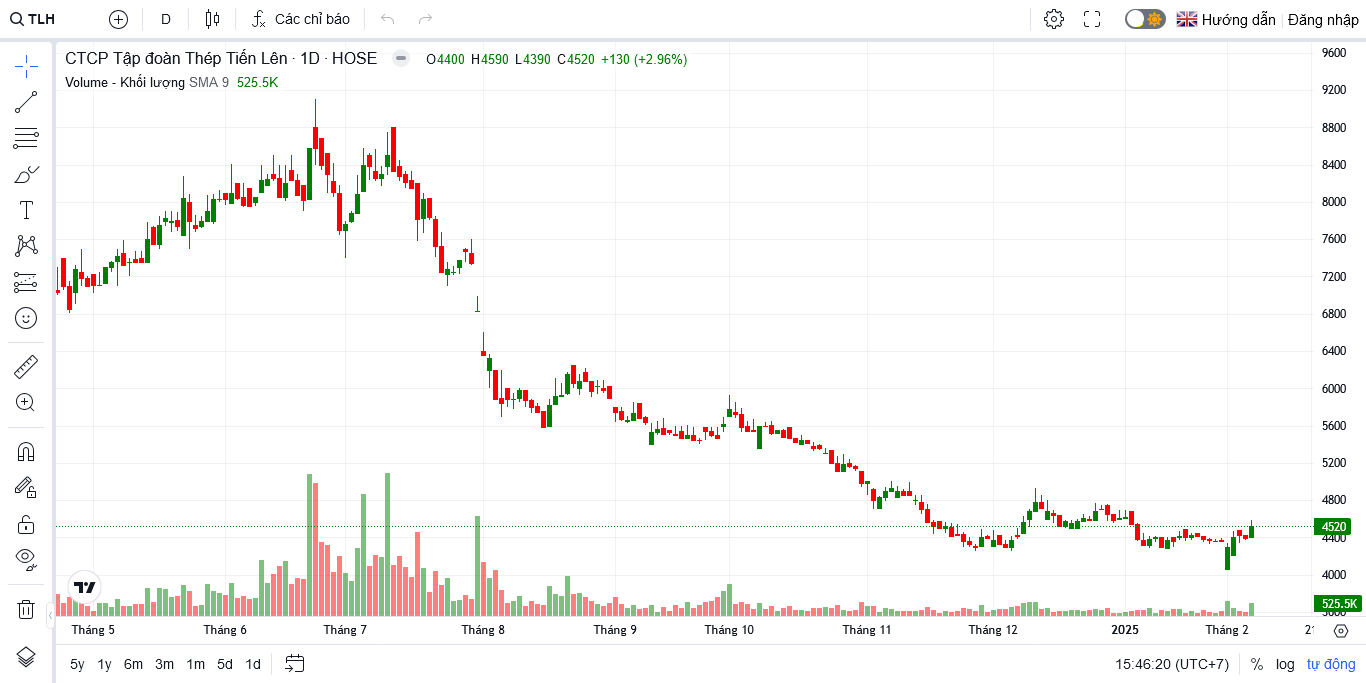 TLH D Các chỉ báo Hướng dẫn Đăng nhập
CTCP Tập đoàn Thép Tiến Lên · 1D · HOSE O4400 H4590 L4390 C4520 +130 (+2.96%)
Volume - Khối lượng SMA 9 525.5K
9600
9200
8800
8400
8000
7600
7200
6800
6400
6000
5600
5200
4800
4520
4400
4000
525.5K
Tháng 5 Tháng 6 Tháng 7 Tháng 8 Tháng 9 Tháng 10 Tháng 11 Tháng 12 2025 Tháng 2
5y 1y 6m 3m 1m 5d 1d 15:46:20 (UTC+7) % log tự động